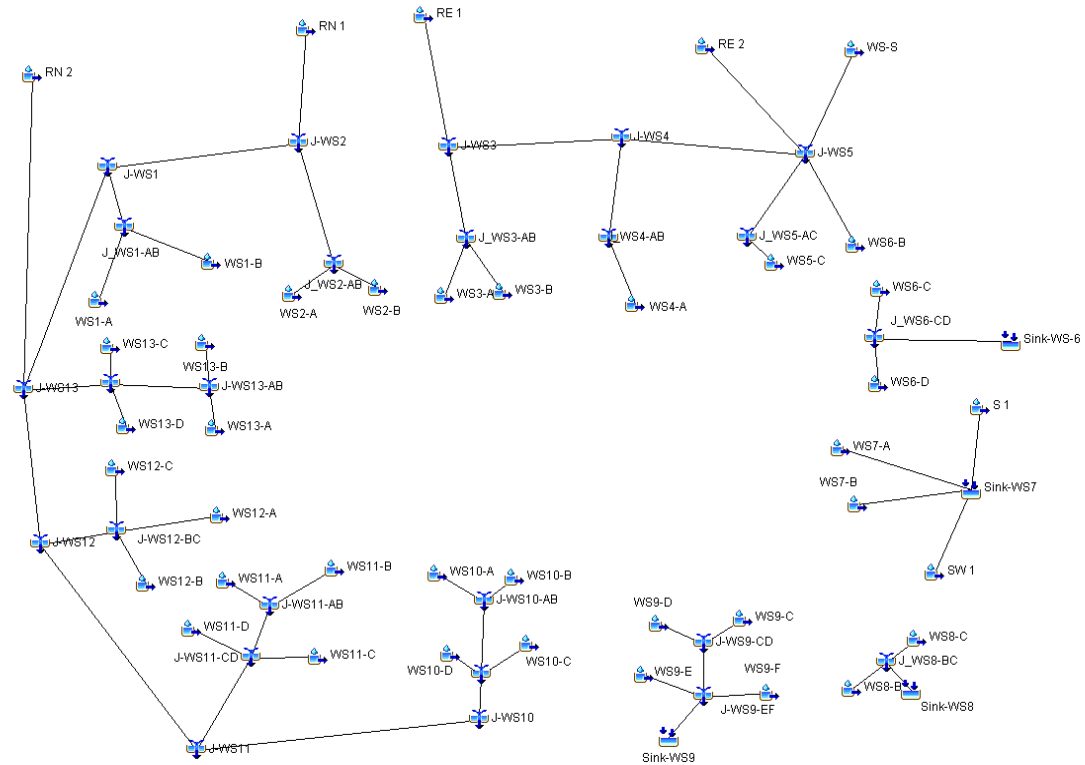 RE 1
RN 1
RE 2
WS-S
RN 2
J-WS4
J-WS2
J-WS3
J-WS5
J-WS1
J_WS3-AB
WS4-AB
J_WS5-AC
WS6-B
J_WS1-AB
WS1-B
WS5-C
J_WS2-AB
WS3-A
WS3-B
WS6-C
WS4-A
WS2-A
WS2-B
WS1-A
J_WS6-CD
Sink-WS-6
WS13-C
WS13-B
J-WS13
J-WS13-AB
WS6-D
S 1
WS13-D
WS13-A
WS7-A
WS12-C
WS7-B
Sink-WS7
WS12-A
J-WS12
J-WS12-BC
WS11-B
SW 1
WS10-A
WS10-B
WS12-B
WS11-A
J-WS10-AB
WS9-D
J-WS11-AB
WS9-C
WS11-D
WS8-C
J-WS9-CD
J-WS11-CD
WS11-C
WS10-D
WS10-C
J_WS8-BC
WS9-E
WS9-F
WS8-B
Sink-WS8
J-WS9-EF
J-WS10
J-WS11
Sink-WS9